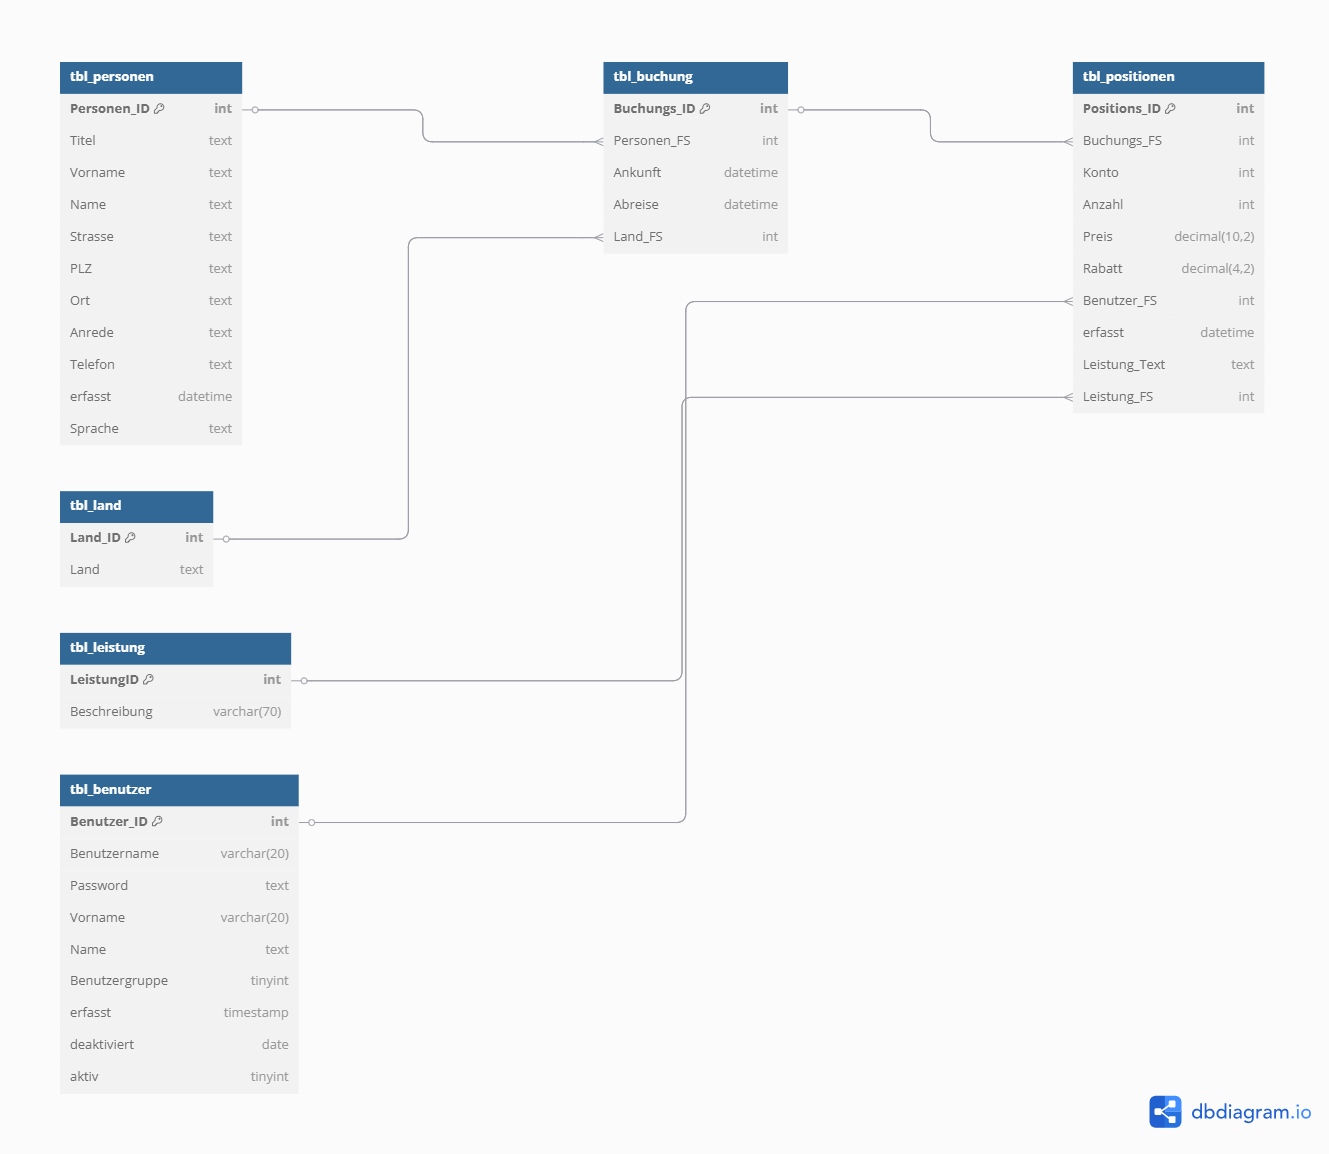 tbl_personen
Personen_ID int
Titel text
Vorname text
Name text
Strasse text
PLZ text
Ort text
Anrede text
Telefon text
erfasst datetime
Sprache text
tbl_land
Land_ID int
Land text
tbl_leistung
LeistungID int
Beschreibung varchar(70)
tbl_benutzer
Benutzer_ID int
Benutzername varchar(20)
Password text
Vorname varchar(20)
Name text
Benutzergruppe tinyint
erfasst timestamp
deaktiviert date
aktiv tinyint
tbl_buchung
Buchungs_ID int
Personen_FS int
Ankunft datetime
Abreise datetime
Land_FS int
tbl_positionen
Positions_ID int
Buchungs_FS int
Konto int
Anzahl int
Preis decimal(10,2)
Rabatt decimal(4,2)
Benutzer_FS int
erfasst datetime
Leistung_Text text
Leistung_FS int
dbdiagram.io